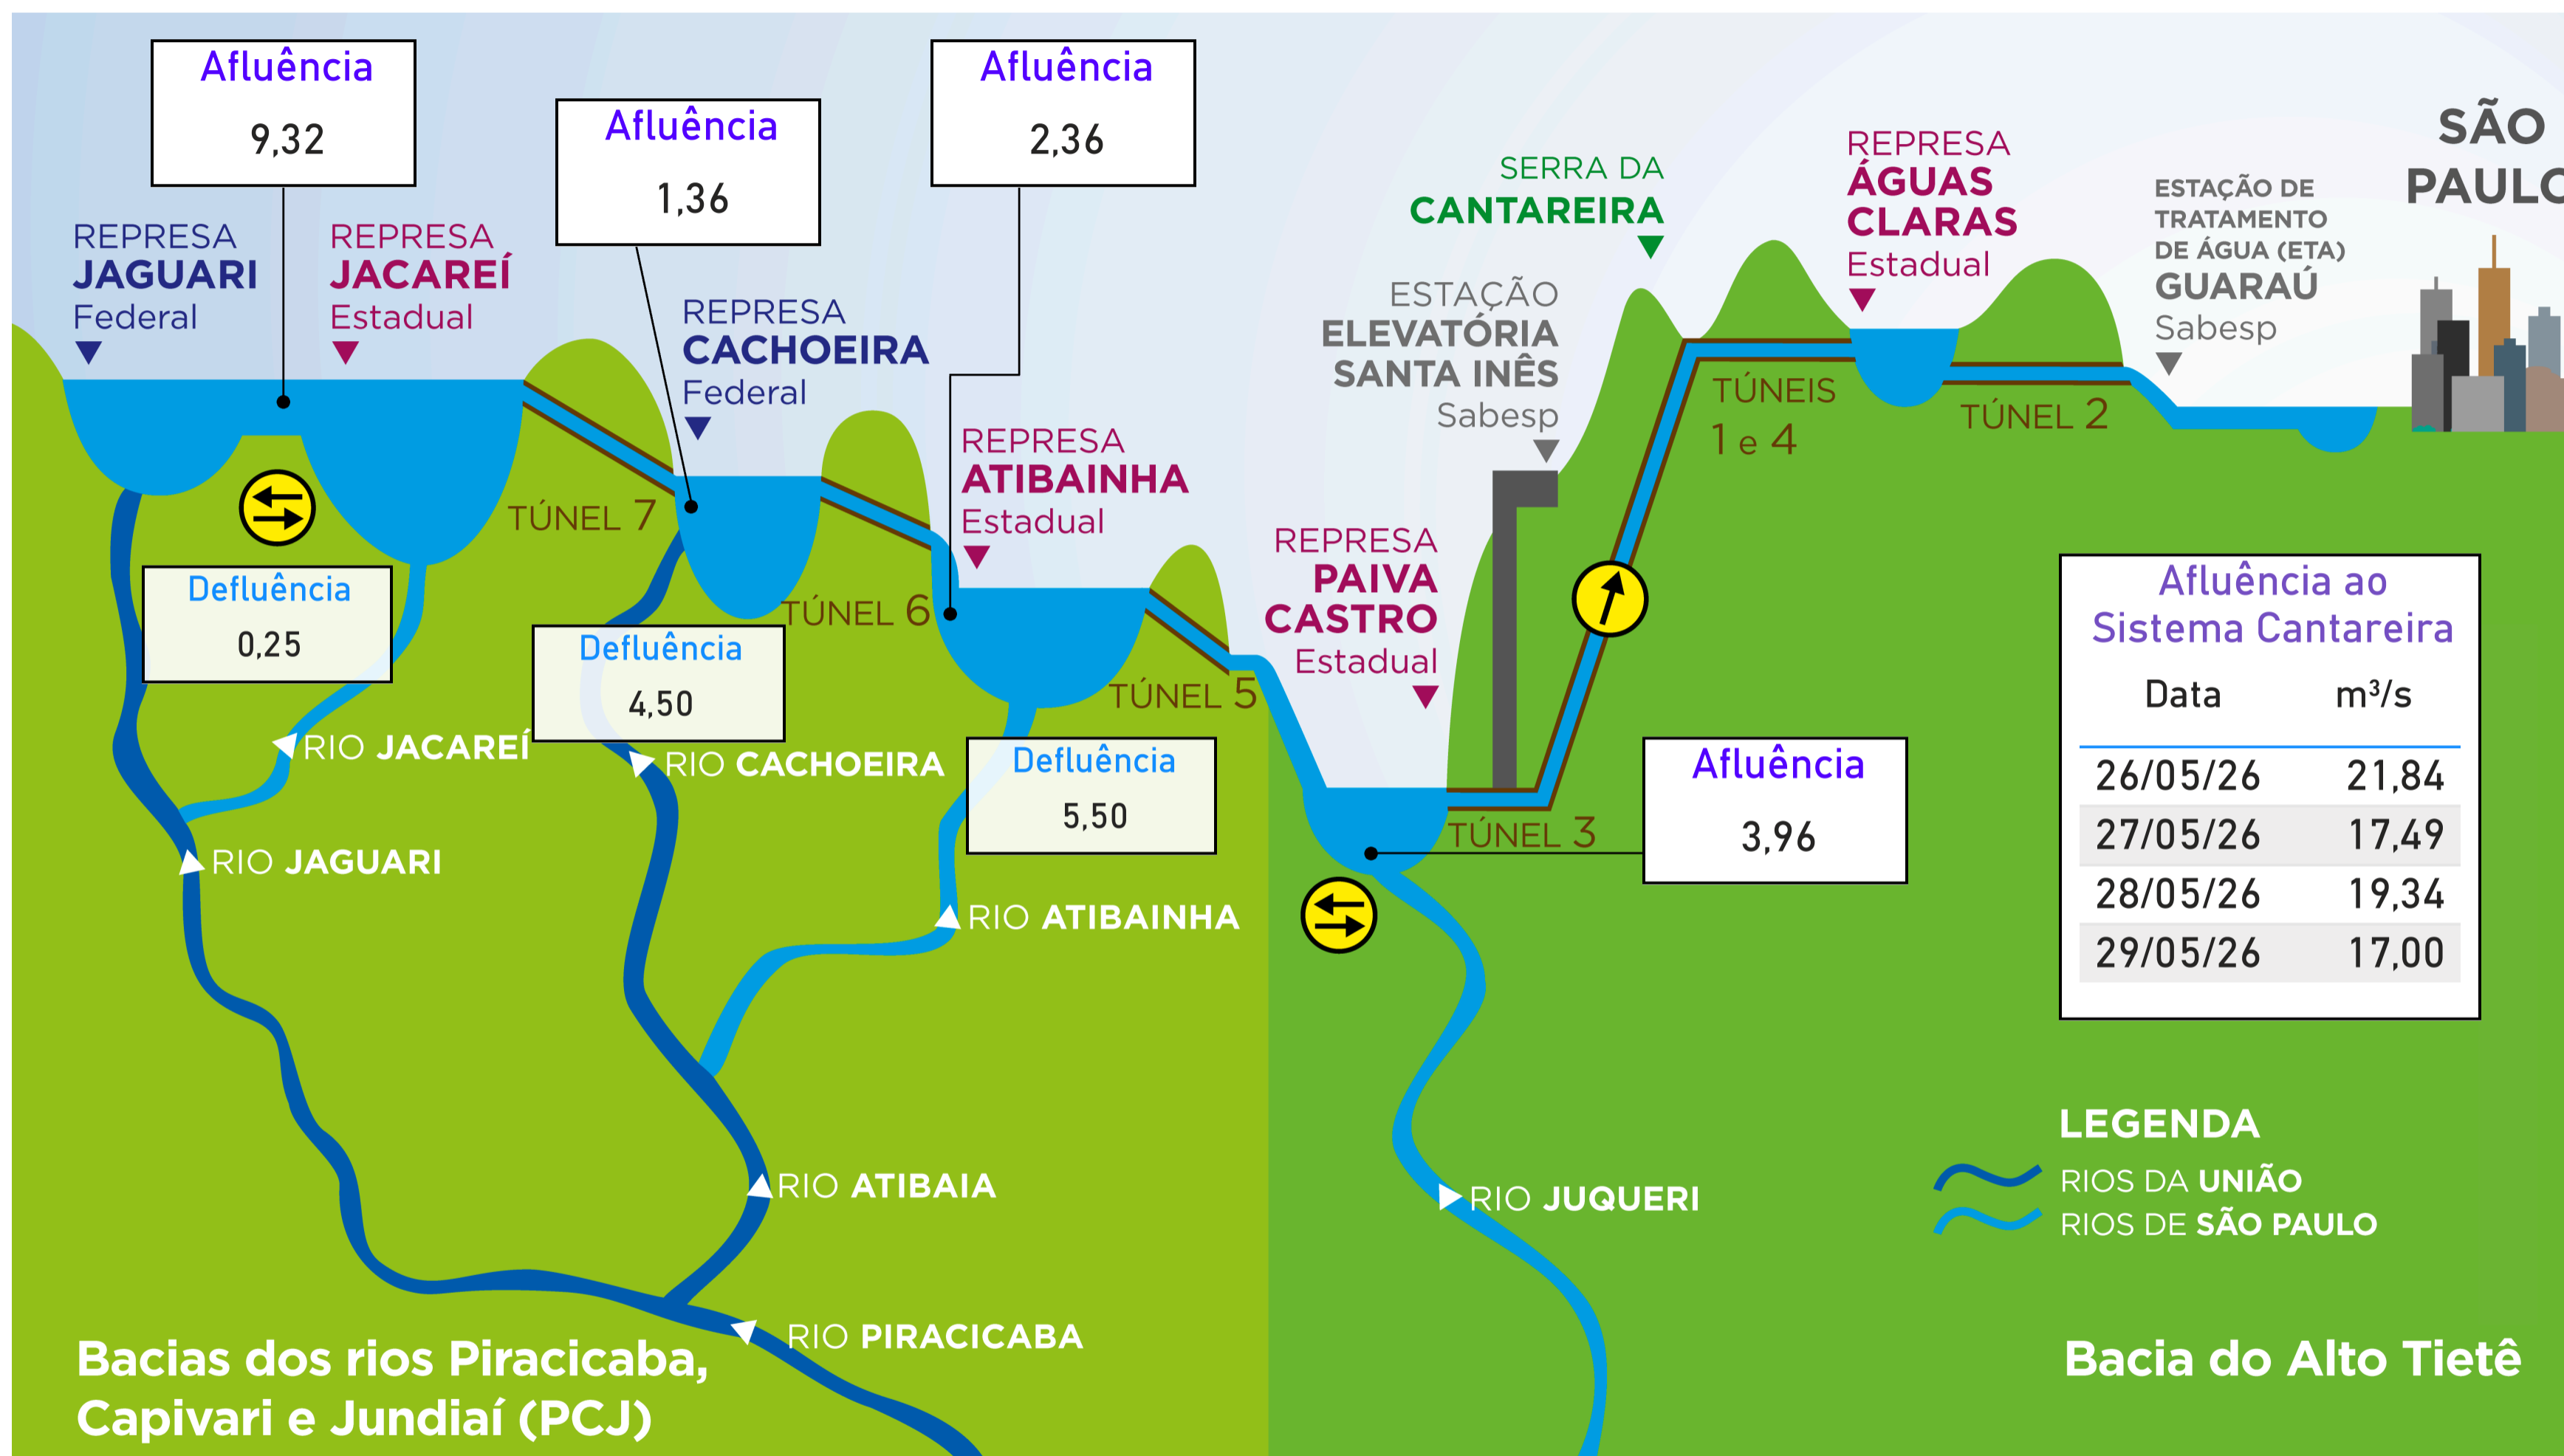 Afluência
9,32
Afluência
1,36
Afluência
2,36
REPRESA
JAGUARI
Federal
REPRESA
JACAREÍ
Estadual
REPRESA
CACHOEIRA
Federal
REPRESA
ATIBAINHA
Estadual
SERRA DA
CANTAREIRA
ESTAÇÃO
ELEVATÓRIA
SANTA INÊS
Sabesp
REPRESA
ÁGUAS
CLARAS
Estadual
ESTAÇÃO DE
TRATAMENTO
DE ÁGUA (ETA)
GUARAÚ
Sabesp
SÃO
PAULO
TÚNEL 7
TÚNEL 6
TÚNEL 5
REPRESA
PAIVA
CASTRO
Estadual
TÚNEIS
1 e 4
TÚNEL 2
TÚNEL 3
Defluência
0,25
Defluência
4,50
Defluência
5,50
Afluência
3,96
RIO JACAREÍ
RIO CACHOEIRA
RIO JAGUARI
RIO ATIBAINHA
RIO ATIBAIA
RIO JUQUERI
RIO PIRACICABA
Afluência ao
Sistema Cantareira
Data m³/s
26/05/26 21,84
27/05/26 17,49
28/05/26 19,34
29/05/26 17,00
LEGENDA
RIOS DA UNIÃO
RIOS DE SÃO PAULO
Bacias dos rios Piracicaba,
Capivari e Jundiaí (PCJ)
Bacia do Alto Tietê